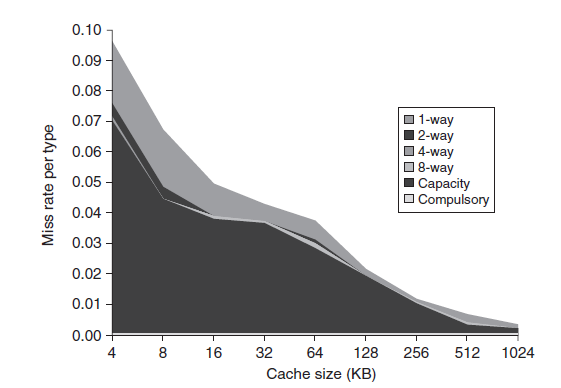 0.10
0.09
0.08
0.07
0.06
0.05
0.04
0.03
0.02
0.01
0.00
Miss rate per type
1-way
2-way
4-way
8-way
Capacity
Compulsory
4 8 16 32 64 128 256 512 1024
Cache size (KB)